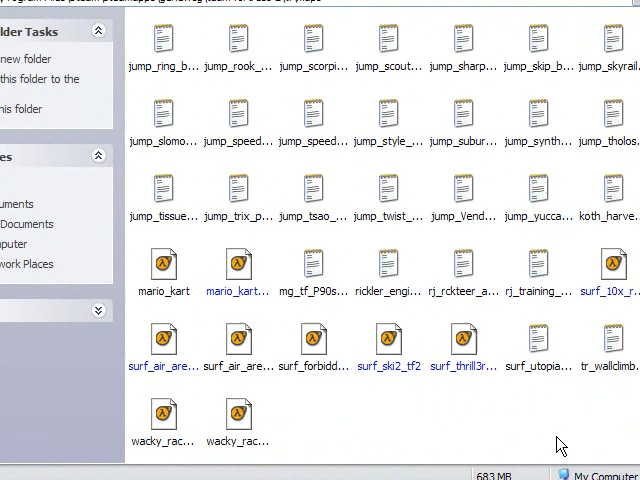 lder Tasks
new folder
this folder to the
his folder
es
uments
Documents
mputer
work Places
jump_ring_b... jump_rook_... jump_scorpi... jump_scout... jump_sharp... jump_skip_b... jump_skyrail
jump_slomo... jump_speed... jump_speed... jump_style_... jump_subur... jump_synth... jump_tholos
jump_tissue... jump_trix_p... jump_tsao_... jump_twist_... jump_Vend... jump_yucca... koth_harve
mario_kart mario_kart... mg_tf_P90s... rickler_engi... rj_rckteer_a... rj_training_... surf_10x_r
surf_air_are... surf_air_are... surf_forbidd... surf_ski2_tf2 surf_thrill3r... surf_utopia... tr_wallclimb
wacky_rac... wacky_rac...
683 MB My Computer